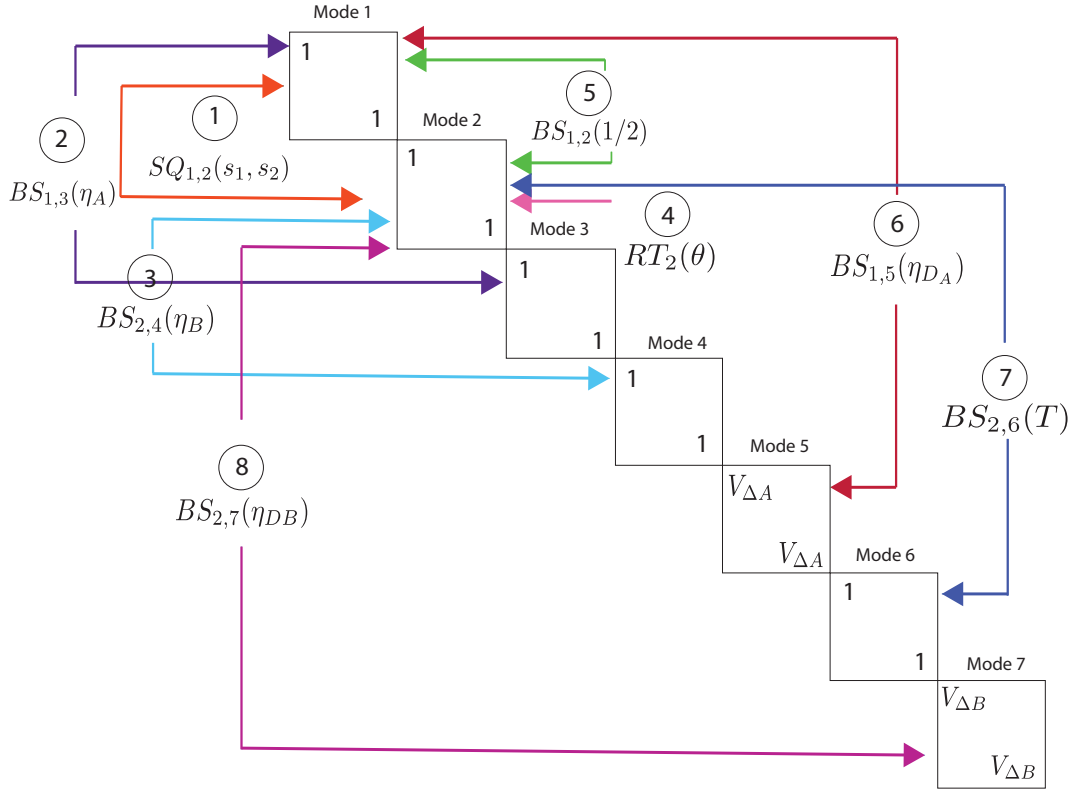 Mode 1
1
1
2
BS_{1,3}(η_A)
1
SQ_{1,2}(s_1, s_2)
5
BS_{1,2}(1/2)
Mode 2
1
1
3
BS_{2,4}(η_B)
4
RT_2(θ)
6
BS_{1,5}(η_{D_A})
Mode 3
1
1
Mode 4
1
1
7
BS_{2,6}(T)
8
BS_{2,7}(η_{DB})
Mode 5
V_{ΔA}
V_{ΔA}
Mode 6
1
1
Mode 7
V_{ΔB}
V_{ΔB}